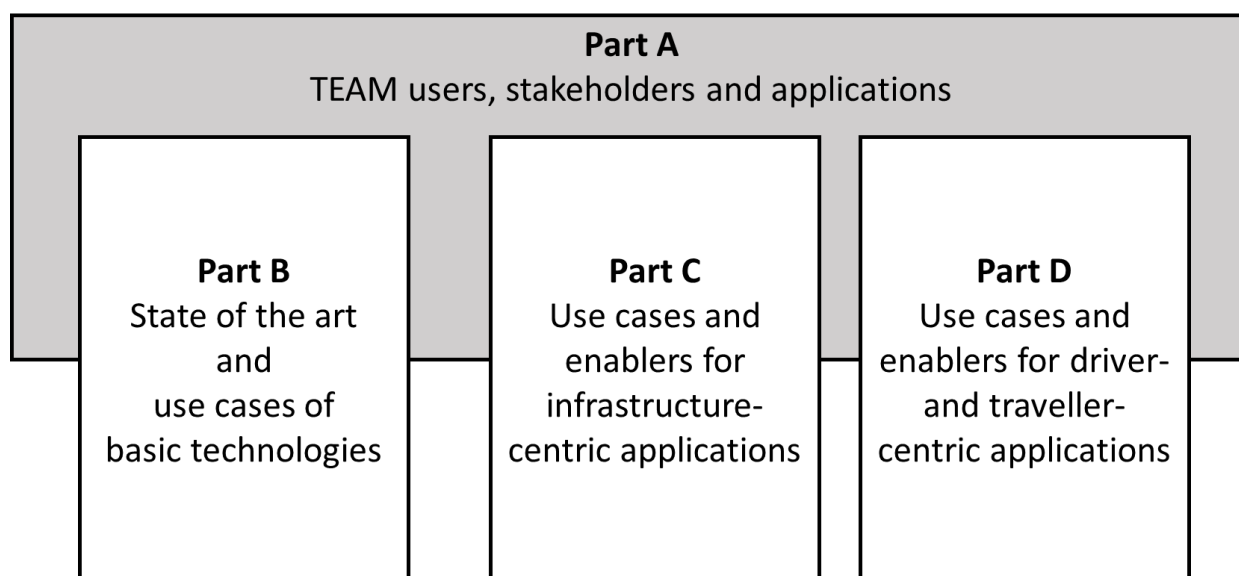 Part A
TEAM users, stakeholders and applications
Part B
State of the art
and
use cases of
basic technologies
Part C
Use cases and
enablers for
infrastructure-
centric applications
Part D
Use cases and
enablers for driver-
and traveller-
centric applications